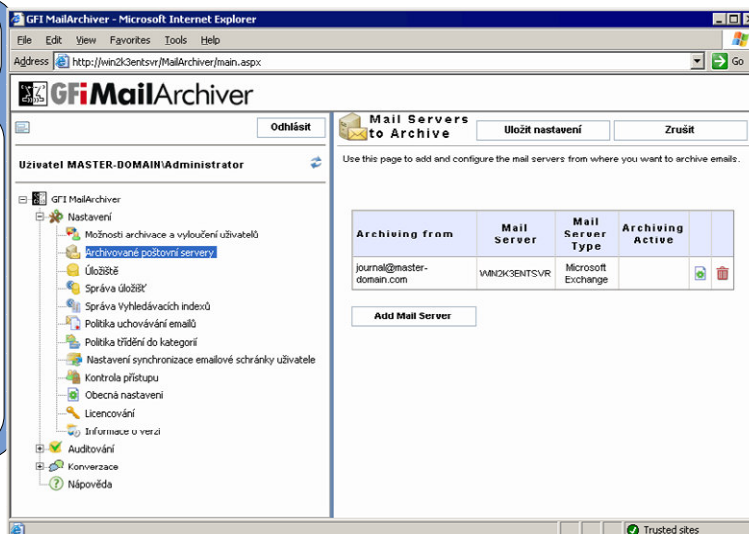 GFI MailArchiver - Microsoft Internet Explorer
File Edit View Favorites Tools Help
Address http://win2k3entsvr/MailArchiver/main.aspx Go
GFiMailArchiver
Odhlásit
Uživatel MASTER-DOMAIN\Administrator
GFI MailArchiver
Nastavení
Možnosti archivace a vyloučení uživatelů
Archivované poštovní servery
Úložiště
Správa úložišť
Správa Vyhledávacích indexů
Politika uchovávání emailů
Politika třídění do kategorií
Nastavení synchronizace emailové schránky uživatele
Kontrola přístupu
Obecná nastavení
Licencování
Informace o verzi
Auditování
Konverzace
Nápověda
Mail Servers
to Archive
Uložit nastavení Zrušit
Use this page to add and configure the mail servers from where you want to archive emails.
Archiving from Mail Server Mail Server Type Archiving Active
journal@master-domain.com WIN2K3ENTSVR Microsoft Exchange
Add Mail Server
Trusted sites